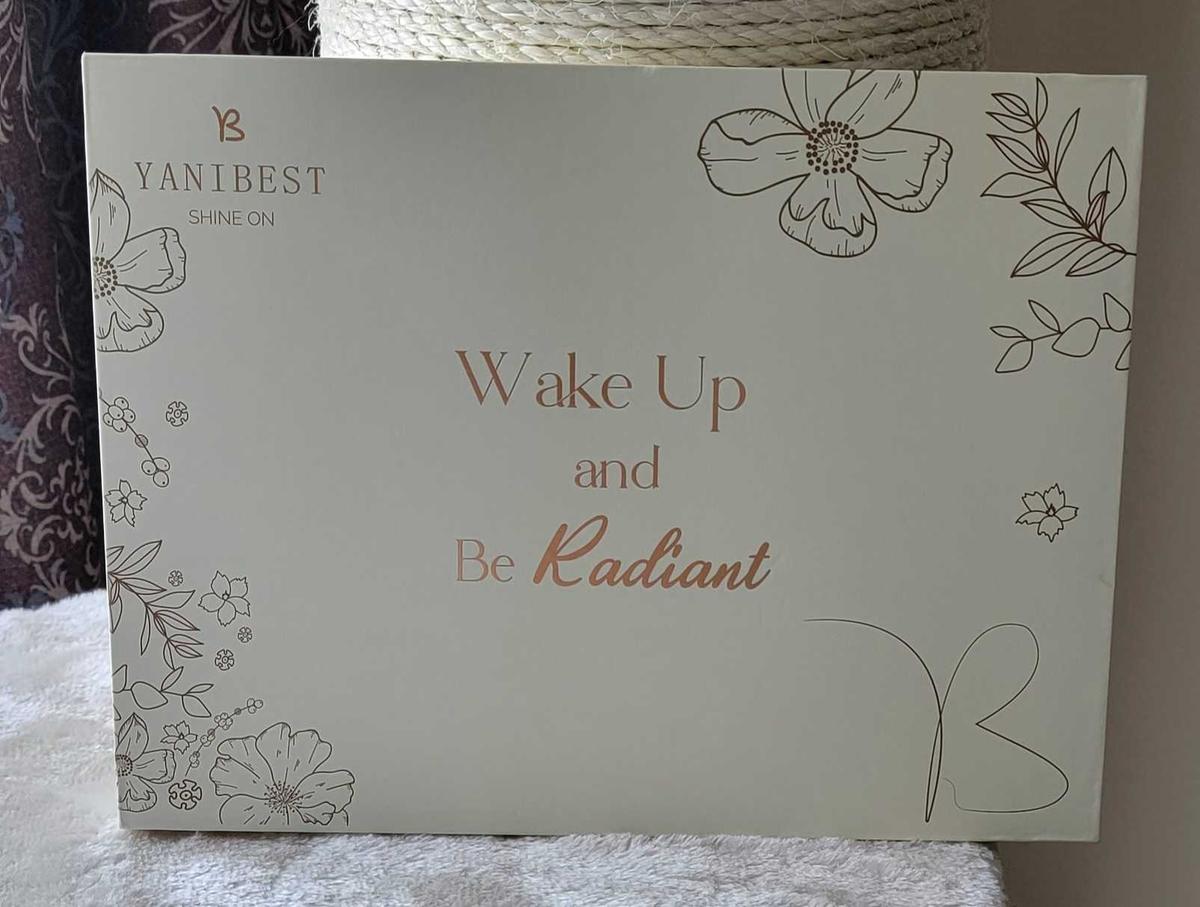 YANIBEST
SHINE ON
Wake Up
and
Be Radiant